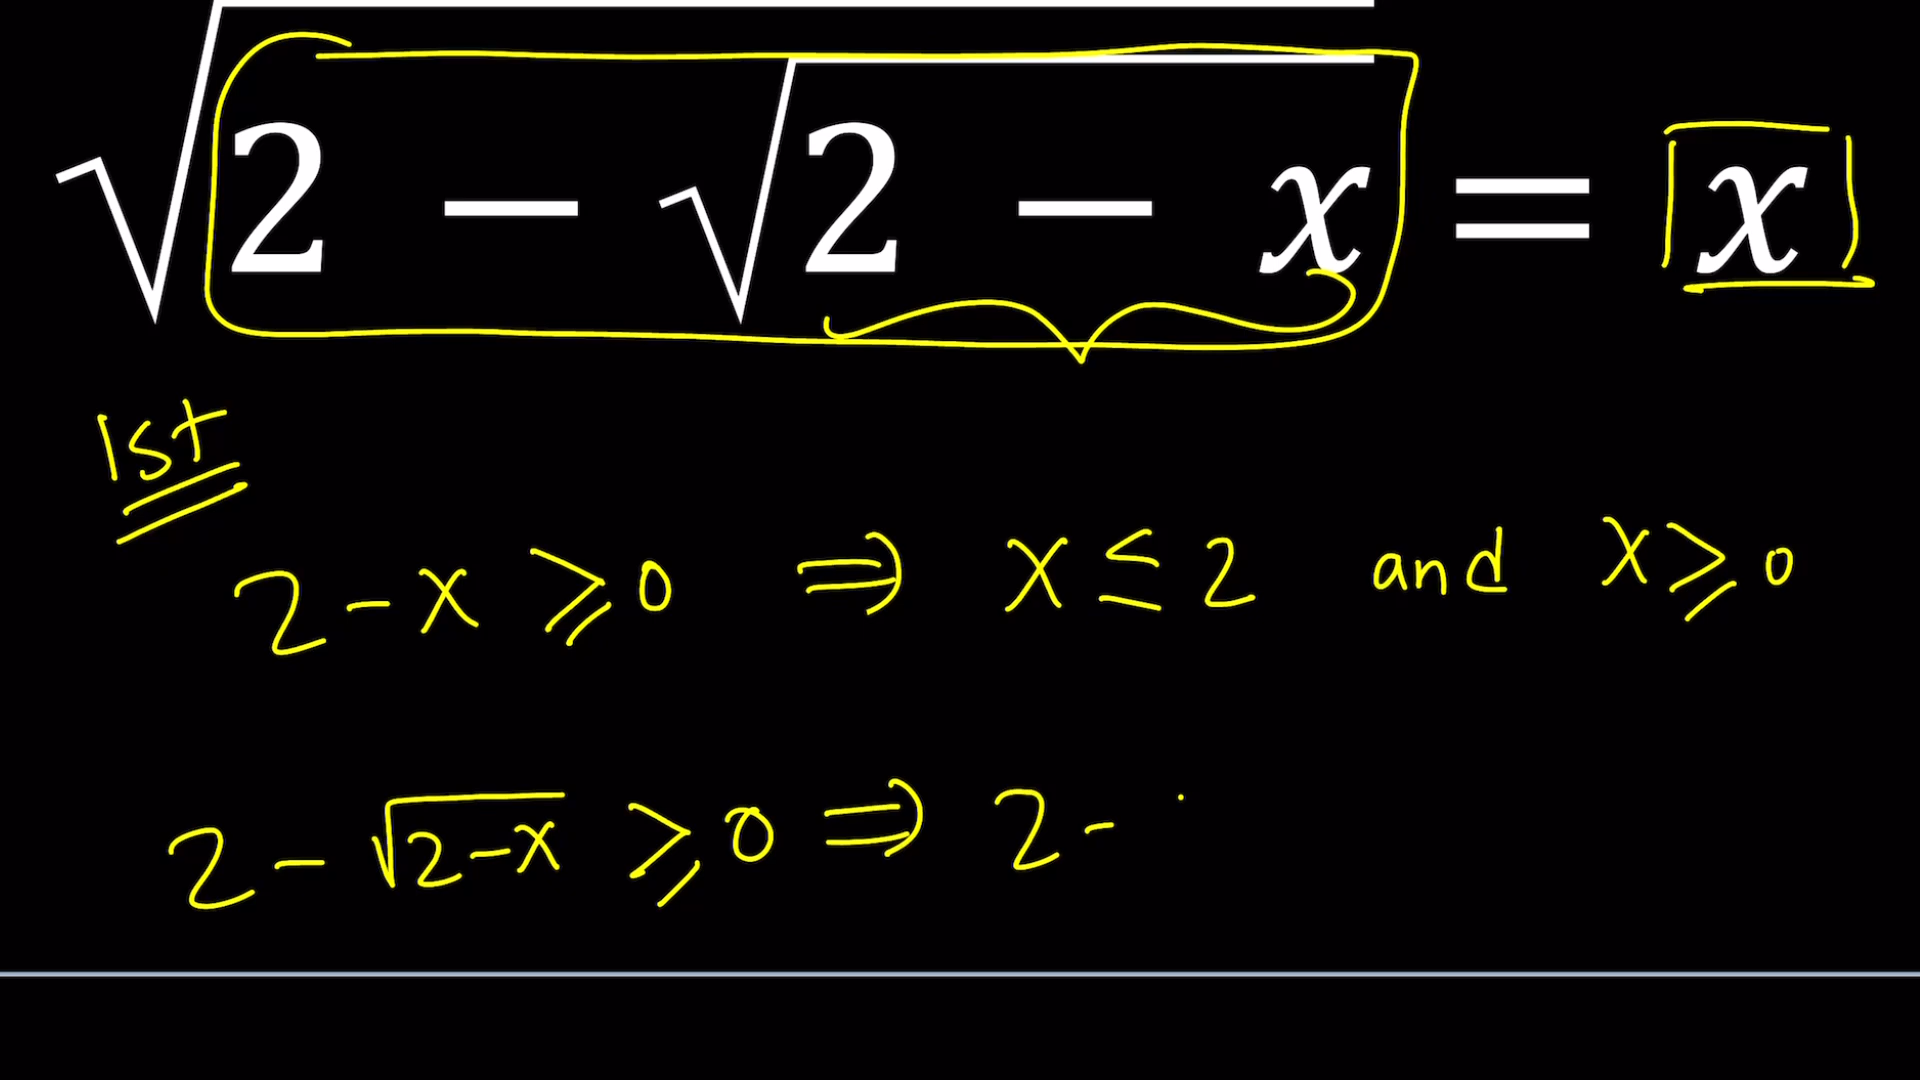 √(2 − √(2 − x)) = x
1st
2 - x ⩾ 0 ⇒ x ≤ 2 and x ⩾ 0
2 - √(2-x) ⩾ 0 ⇒ 2 -